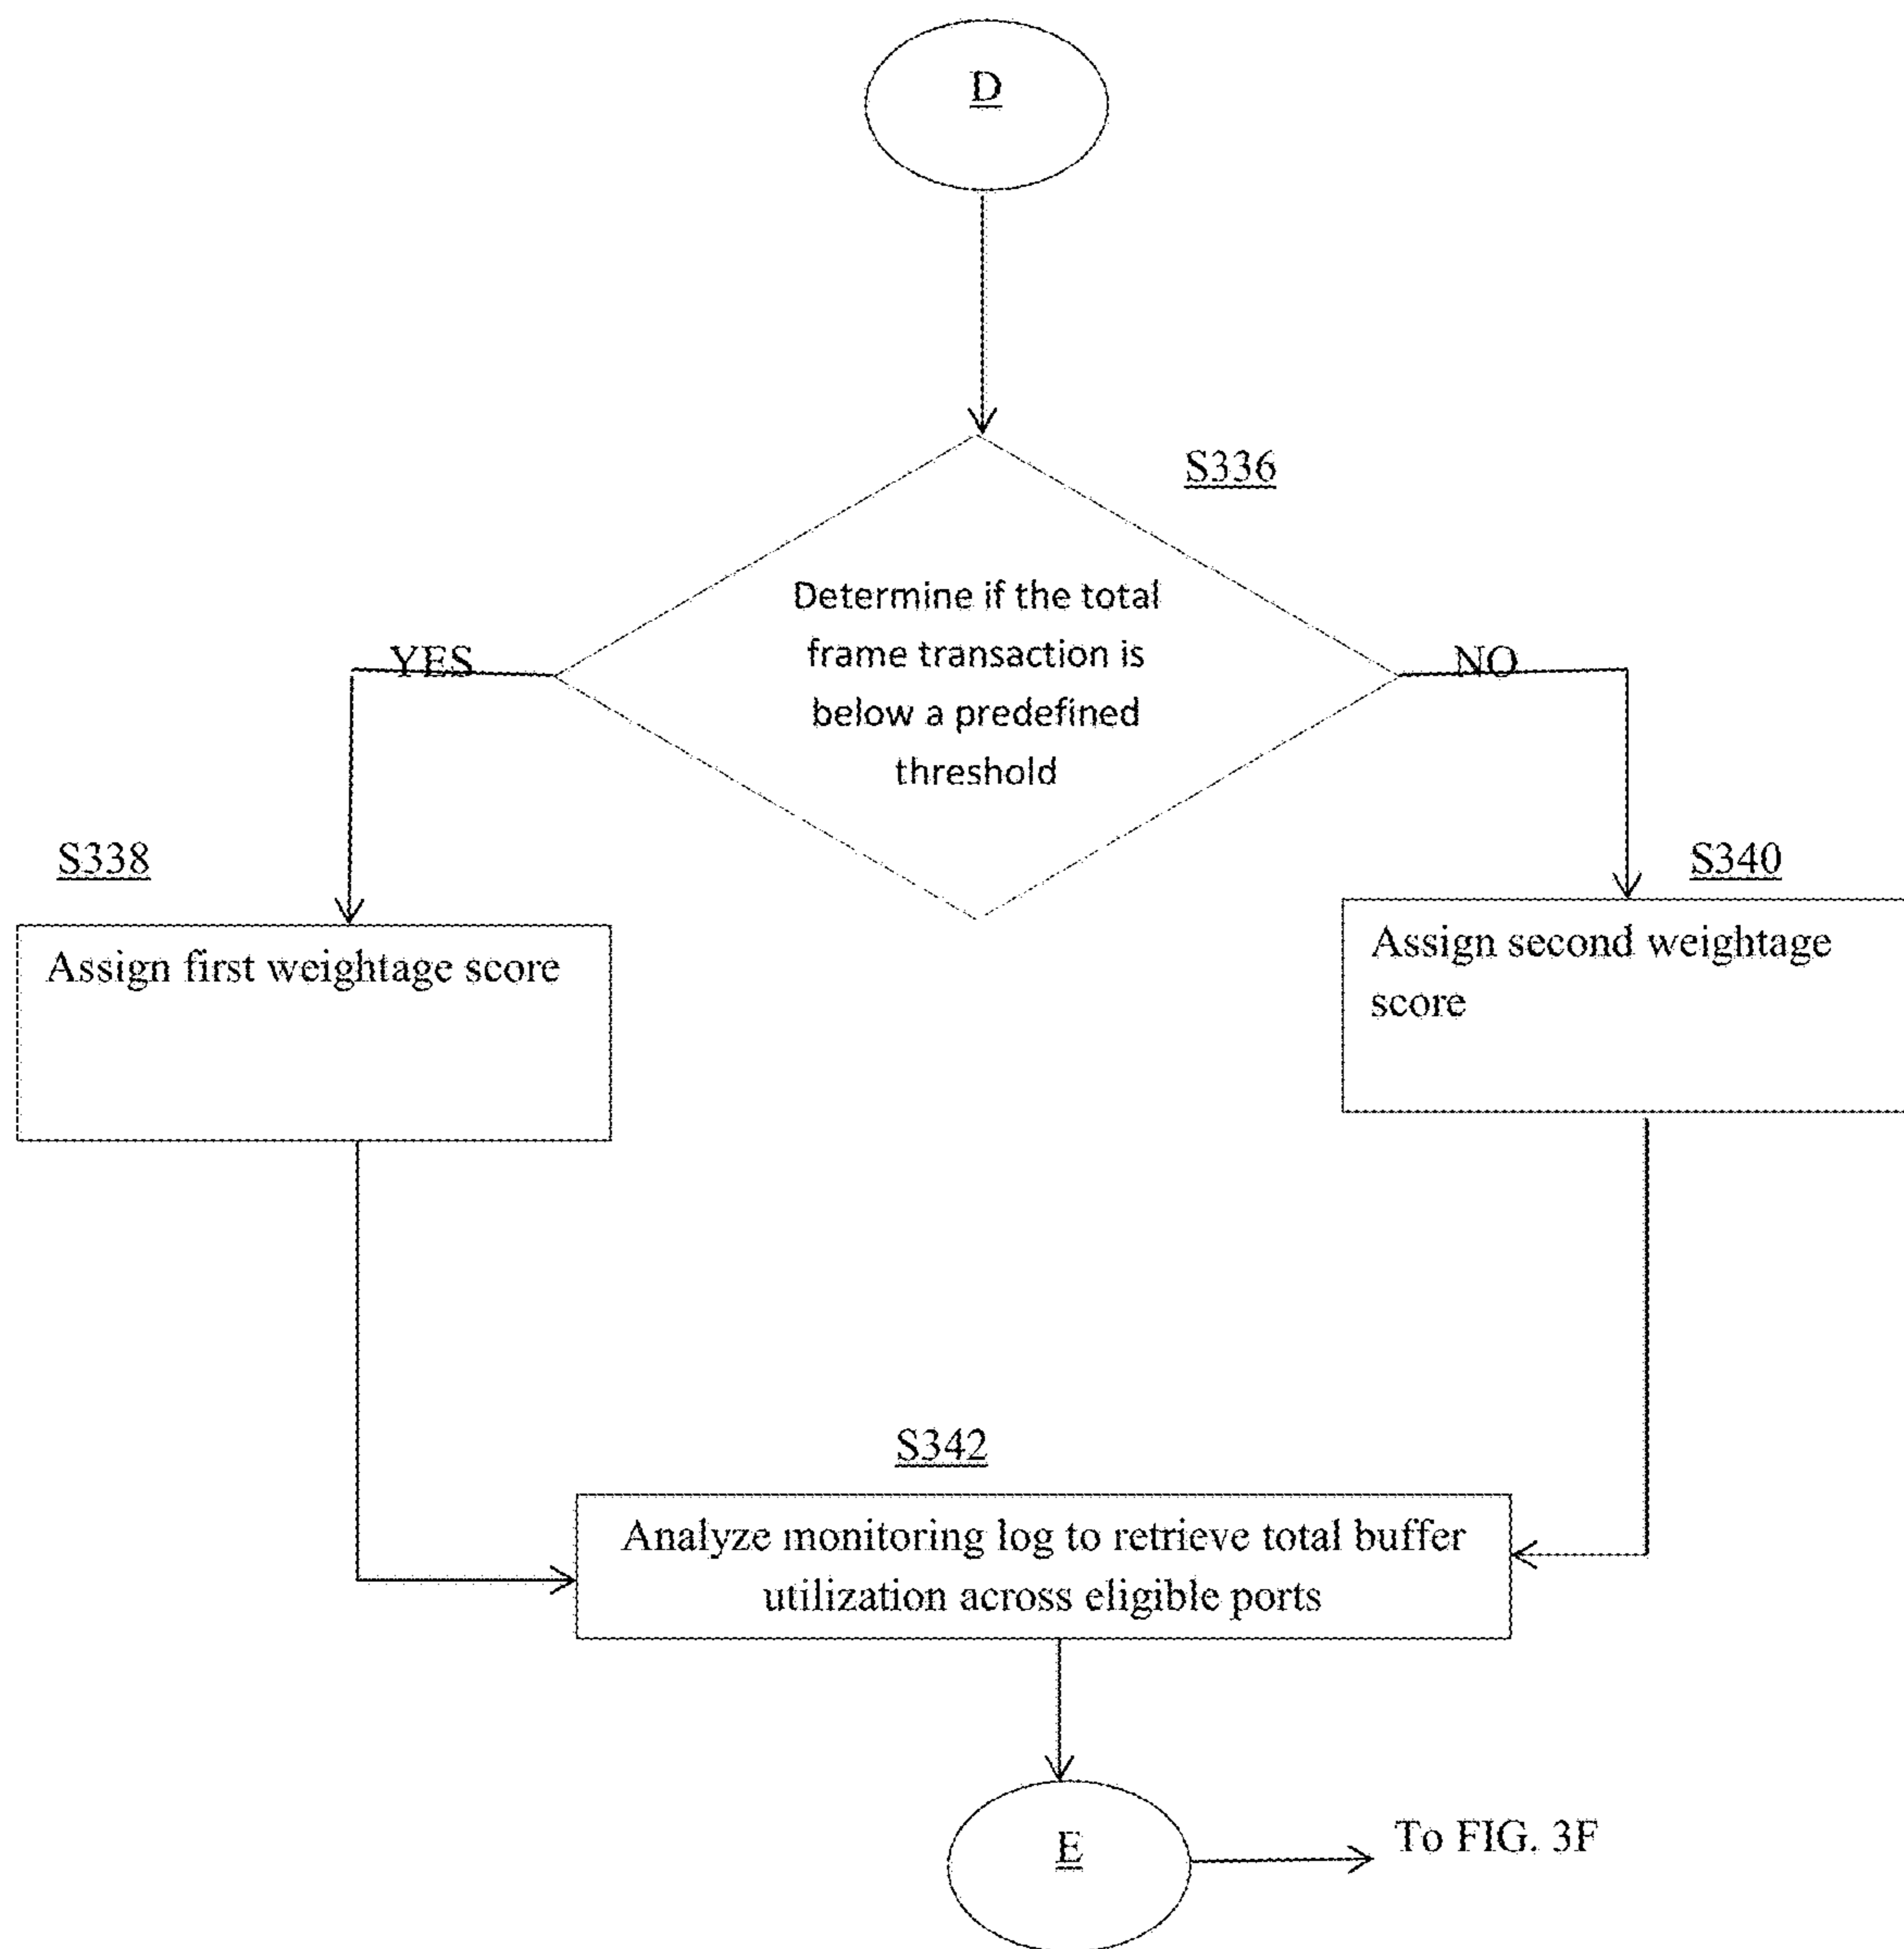 D
S336
Determine if the total
frame transaction is
below a predefined
threshold
YES
NO
S338
S340
Assign first weightage score
Assign second weightage
score
S342
Analyze monitoring log to retrieve total buffer
utilization across eligible ports
E
To FIG. 3F